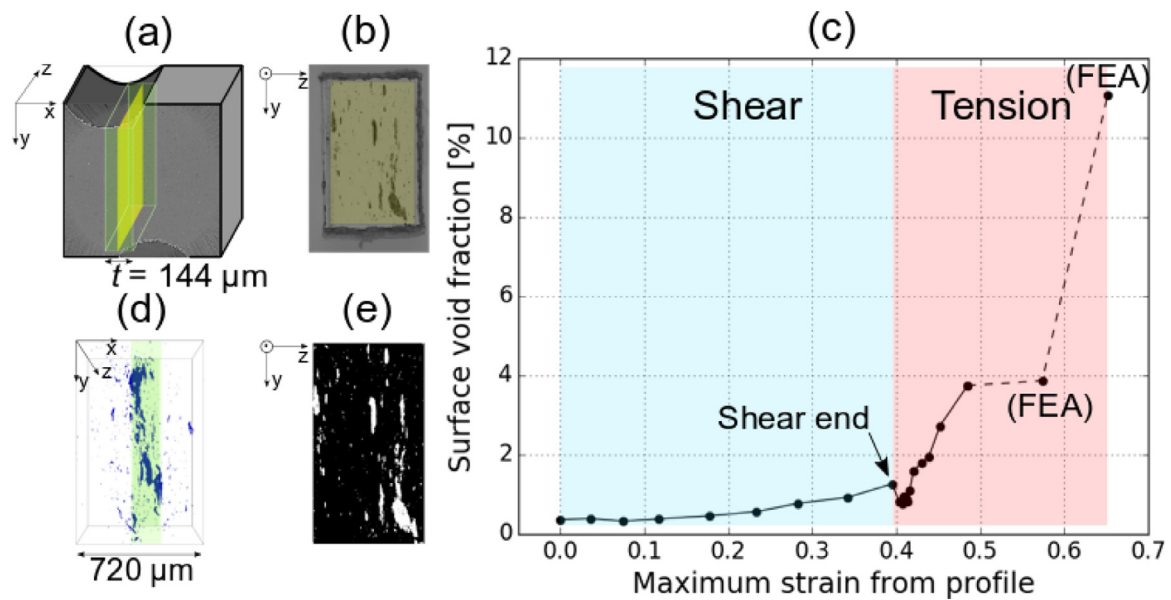 (a)
z
x
y
t = 144 µm
(b)
z
y
(c)
Surface void fraction [%]
12
10
8
6
4
2
0
Shear
Tension
(FEA)
(FEA)
Shear end
0.0 0.1 0.2 0.3 0.4 0.5 0.6 0.7
Maximum strain from profile
(d)
x
z
y
720 µm
(e)
z
y